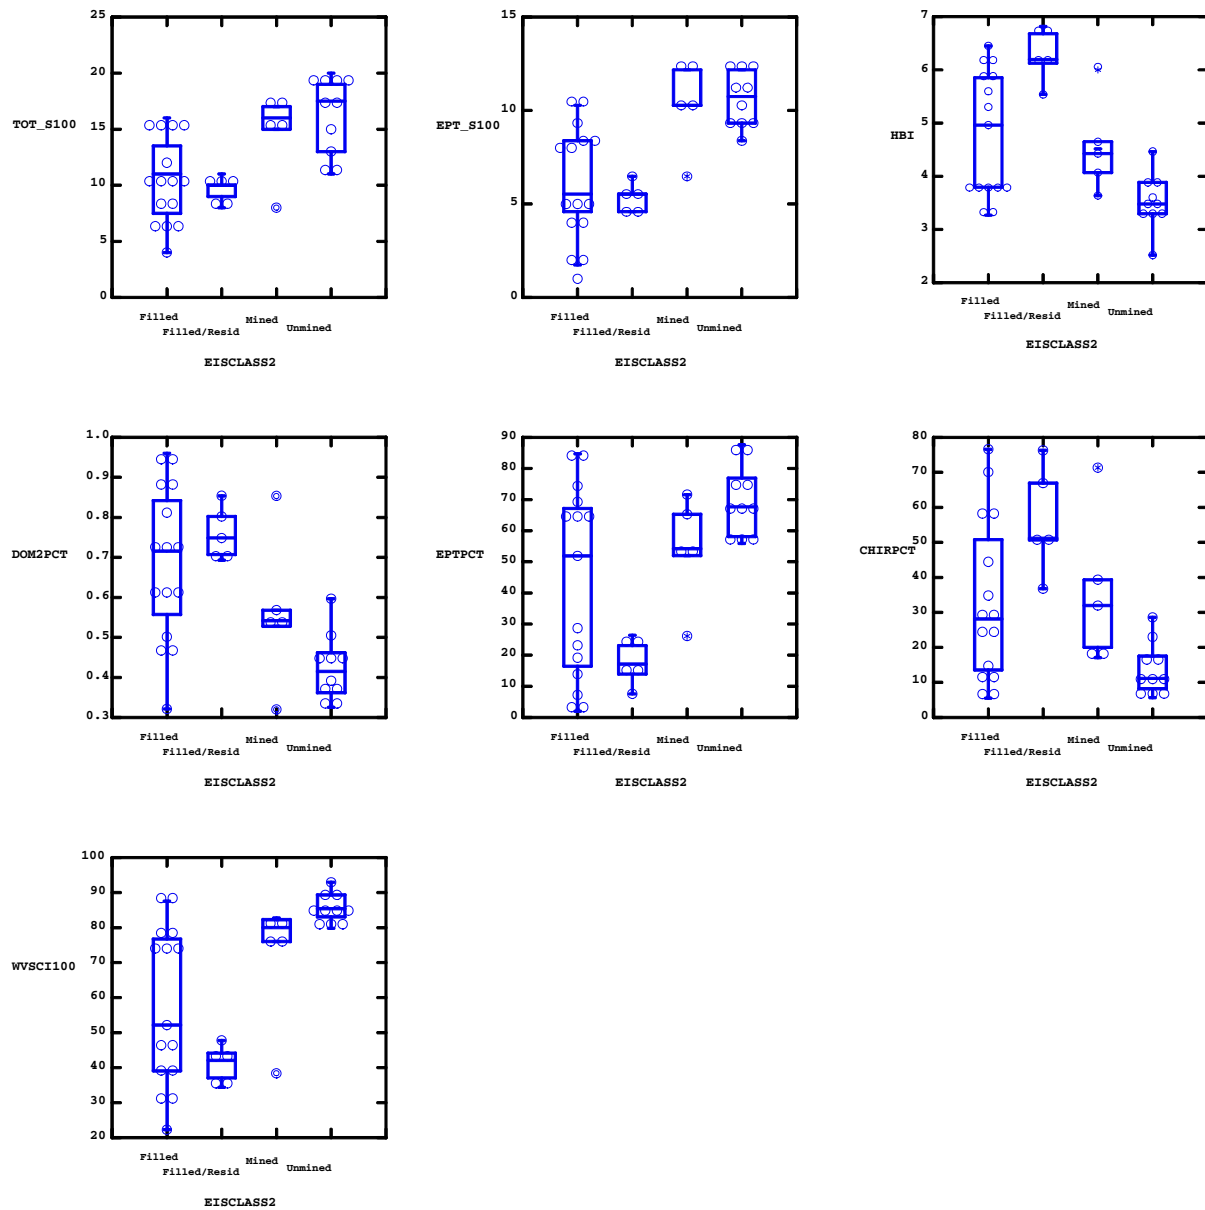 TOT_S100
25
20
15
10
5
0
Filled
Filled/Resid
Mined
Unmined
EISCLASS2
EPT_S100
15
10
5
0
Filled
Filled/Resid
Mined
Unmined
EISCLASS2
HBI
7
6
5
4
3
2
Filled
Filled/Resid
Mined
Unmined
EISCLASS2
DOM2PCT
1.0
0.9
0.8
0.7
0.6
0.5
0.4
0.3
Filled
Filled/Resid
Mined
Unmined
EISCLASS2
EPTPCT
90
80
70
60
50
40
30
20
10
0
Filled
Filled/Resid
Mined
Unmined
EISCLASS2
CHIRPCT
80
70
60
50
40
30
20
10
0
Filled
Filled/Resid
Mined
Unmined
EISCLASS2
WVSCI100
100
90
80
70
60
50
40
30
20
Filled
Filled/Resid
Mined
Unmined
EISCLASS2